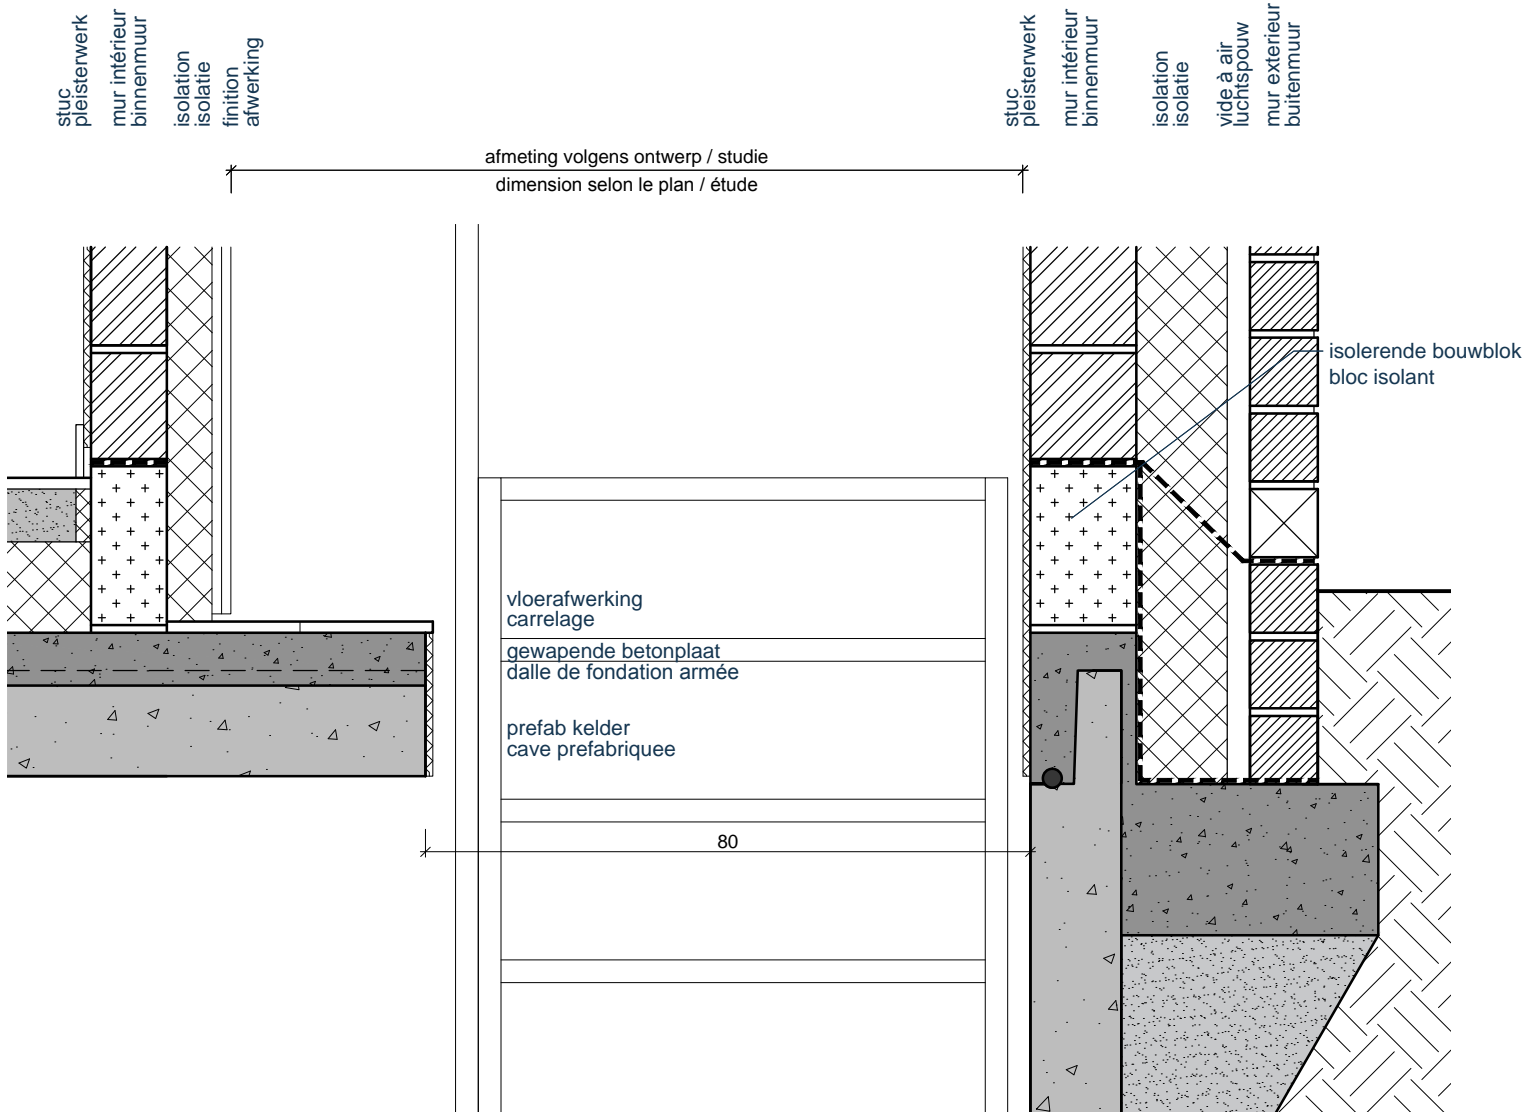 stuc
pleisterwerk
mur intérieur
binnenmuur
isolation
isolatie
finition
afwerking
stuc
pleisterwerk
mur intérieur
binnenmuur
isolation
isolatie
vide à air
luchtspouw
mur exterieur
buitenmuur
afmeting volgens ontwerp / studie
dimension selon le plan / étude
isolerende bouwblok
bloc isolant
vloerafwerking
carrelage
gewapende betonplaat
dalle de fondation armée
prefab kelder
cave prefabriquee
80